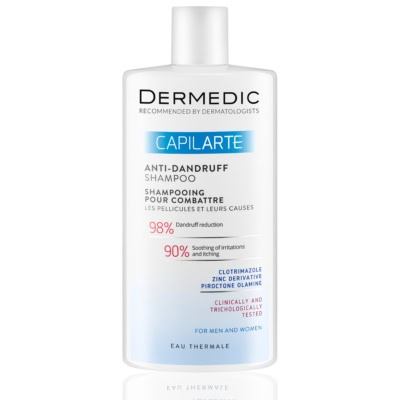 DERMEDIC
RECOMMENDED BY DERMATOLOGISTS
CAPILARTE
ANTI-DANDRUFF
SHAMPOO
SHAMPOOING
POUR COMBATTRE
LES PELLICULES ET LEURS CAUSES
98% Dandruff reduction
90% Soothing of irritations
and itching
CLOTRIMAZOLE
ZINC DERIVATIVE
PIROCTONE OLAMINE
CLINICALLY AND
TRICHOLOGICALLY
TESTED
FOR MEN AND WOMEN
EAU THERMALE